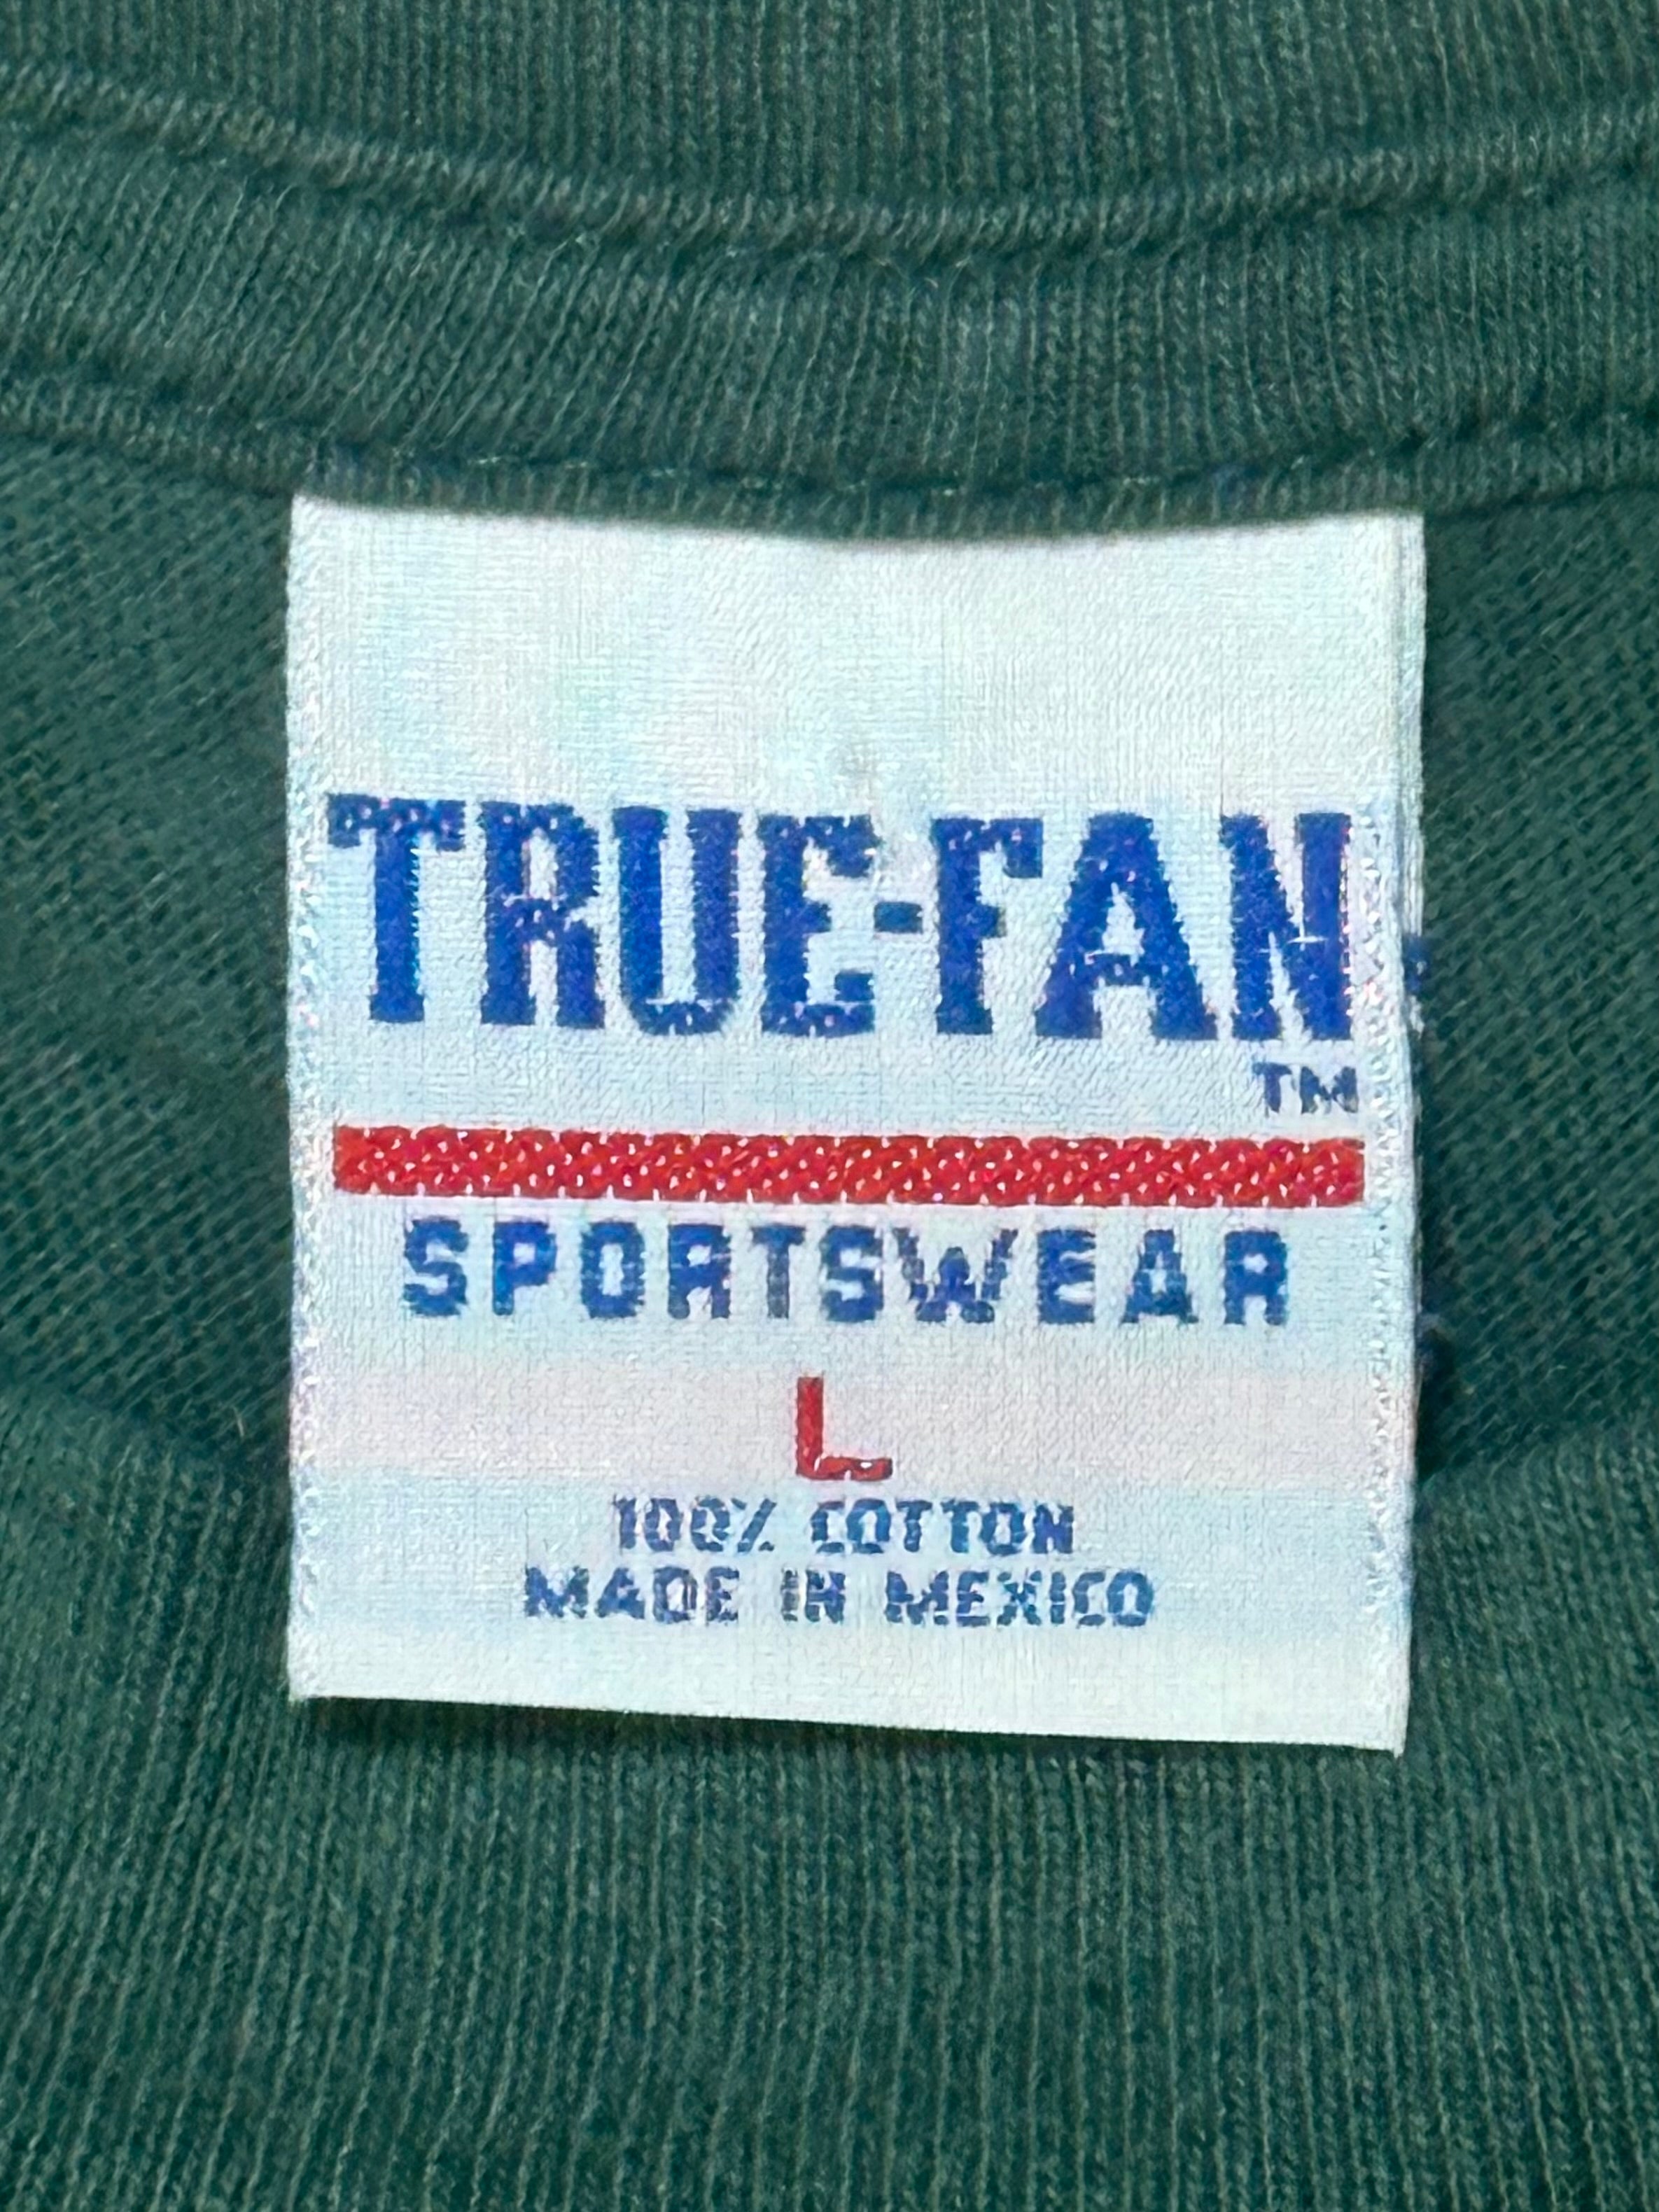 TRUE-FAN
TM
SPORTSWEAR
L
100% COTTON
MADE IN MEXICO